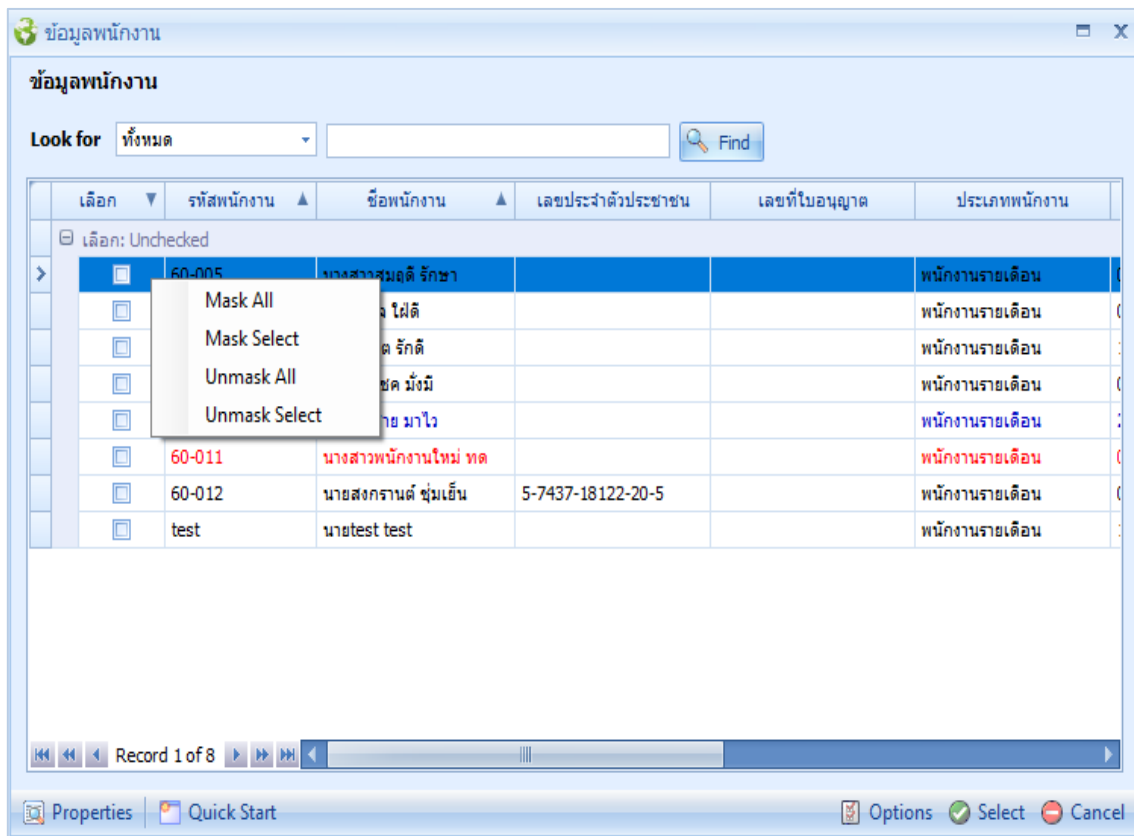 ข้อมูลพนักงาน
ข้อมูลพนักงาน
Look for ทั้งหมด Find
เลือก รหัสพนักงาน ชื่อพนักงาน เลขประจำตัวประชาชน เลขที่ใบอนุญาต ประเภทพนักงาน
เลือก: Unchecked
60-005 นางสาวสุมฤดี รักษา พนักงานรายเดือน
Mask All ใฝ่ดี พนักงานรายเดือน
Mask Select รักดี พนักงานรายเดือน
Unmask All มั่งมี พนักงานรายเดือน
Unmask Select มาไว พนักงานรายเดือน
60-011 นางสาวพนักงานใหม่ ทด พนักงานรายเดือน
60-012 นายสงกรานต์ ชุ่มเย็น 5-7437-18122-20-5 พนักงานรายเดือน
test นายtest test พนักงานรายเดือน
Record 1 of 8
Properties Quick Start Options Select Cancel